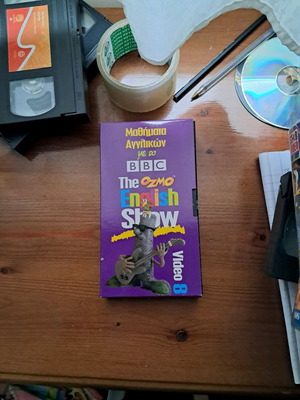 Μαθήματα
Αγγλικών
με το
BBC
The OZMO
English
Show
Video 8